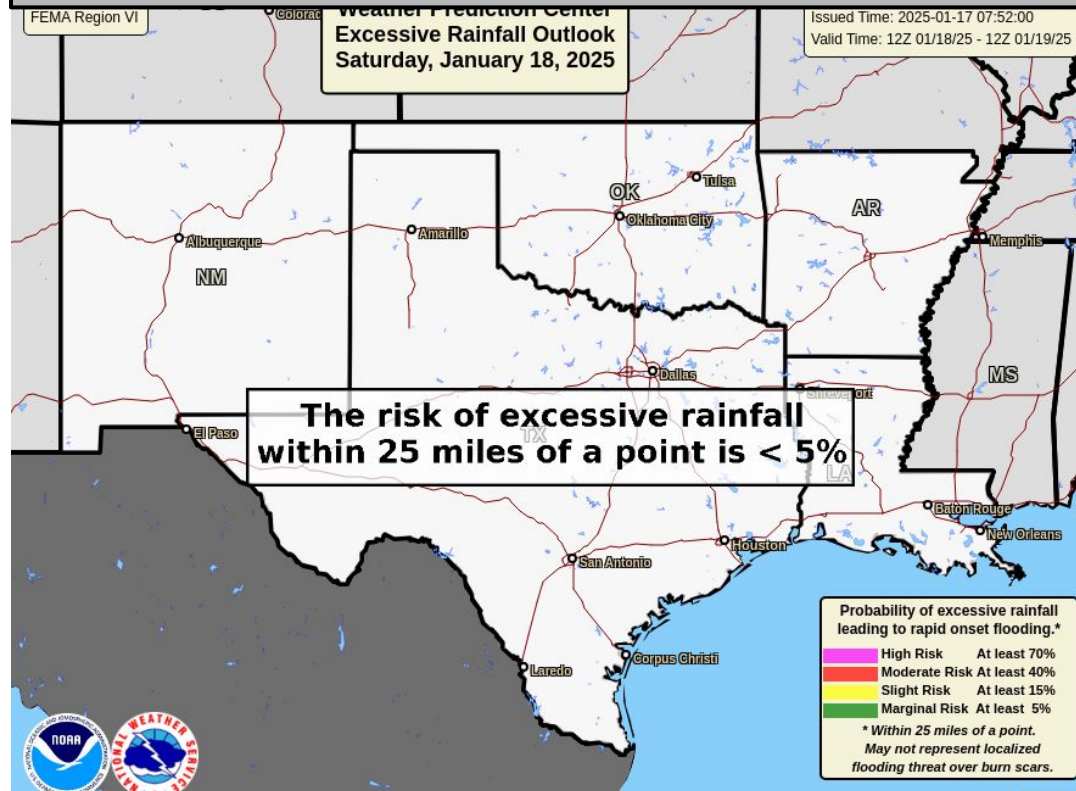 FEMA Region VI
Weather Prediction Center
Excessive Rainfall Outlook
Saturday, January 18, 2025
Issued Time: 2025-01-17 07:52:00
Valid Time: 12Z 01/18/25 - 12Z 01/19/25
Colorad
Tulsa
OK
Oklahoma City
AR
Amarillo
Albuquerque
Memphis
NM
Dallas
MS
Shreveport
The risk of excessive rainfall
within 25 miles of a point is < 5%
El Paso
TX
LA
Baton Rouge
New Orleans
Houston
San Antonio
Corpus Christi
Laredo
Probability of excessive rainfall
leading to rapid onset flooding.*
High Risk At least 70%
Moderate Risk At least 40%
Slight Risk At least 15%
Marginal Risk At least 5%
* Within 25 miles of a point.
May not represent localized
flooding threat over burn scars.
NOAA
NATIONAL WEATHER SERVICE